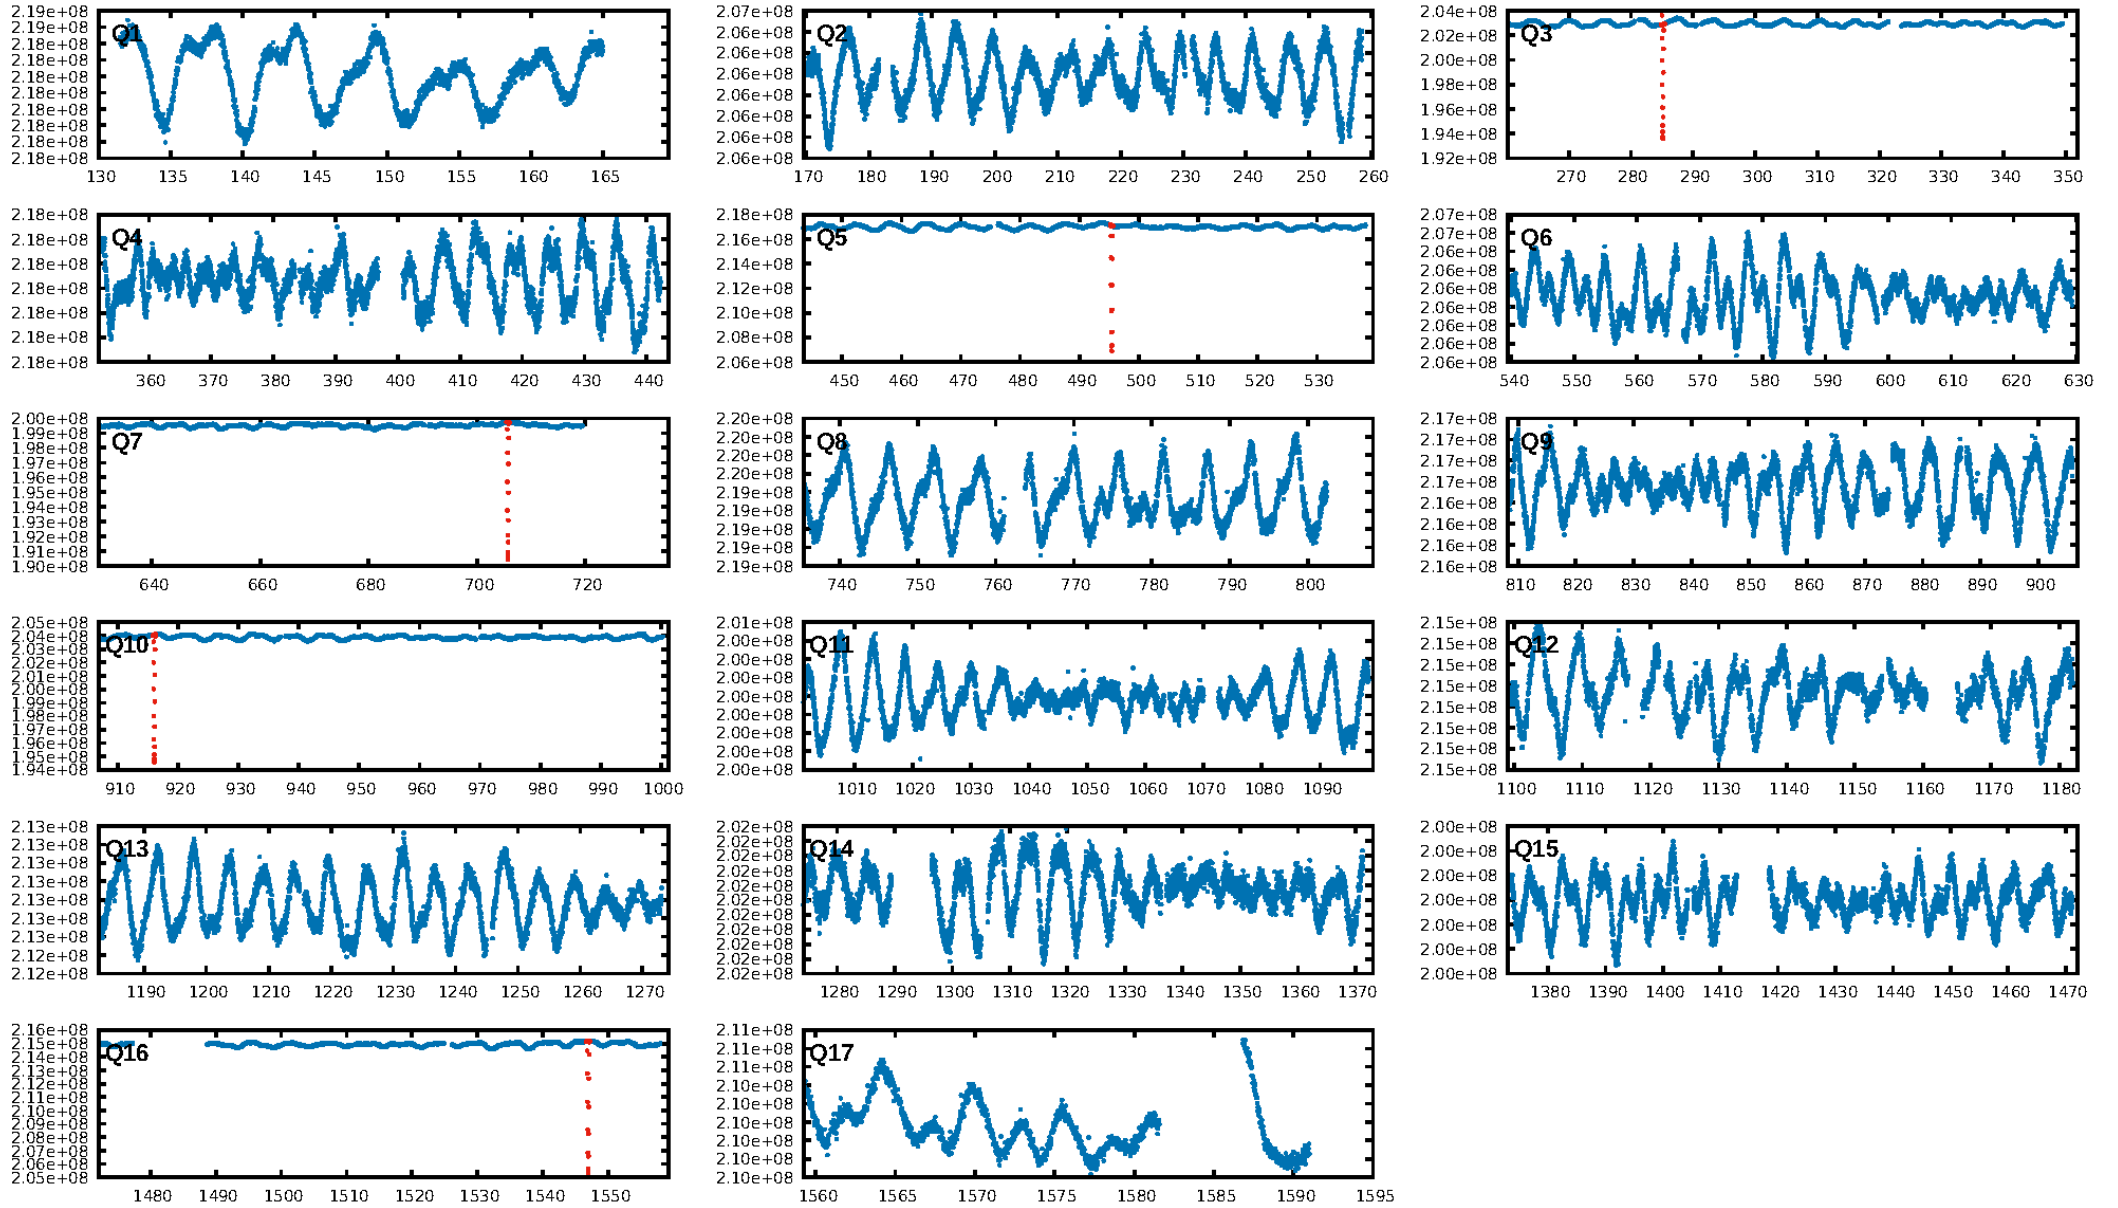 2.19e+08 2.19e+08 2.18e+08 2.18e+08 2.18e+08 2.18e+08 2.18e+08 2.18e+08 2.18e+08 2.18e+08
Q1
130 135 140 145 150 155 160 165
2.07e+08 2.06e+08 2.06e+08 2.06e+08 2.06e+08 2.06e+08 2.06e+08 2.06e+08
Q2
170 180 190 200 210 220 230 240 250 260
2.04e+08 2.02e+08 2.00e+08 1.98e+08 1.96e+08 1.94e+08 1.92e+08
Q3
270 280 290 300 310 320 330 340 350
2.18e+08 2.18e+08 2.18e+08 2.18e+08 2.18e+08 2.18e+08 2.18e+08
Q4
360 370 380 390 400 410 420 430 440
2.18e+08 2.16e+08 2.14e+08 2.12e+08 2.10e+08 2.08e+08 2.06e+08
Q5
450 460 470 480 490 500 510 520 530
2.07e+08 2.07e+08 2.06e+08 2.06e+08 2.06e+08 2.06e+08 2.06e+08 2.06e+08 2.06e+08
Q6
540 550 560 570 580 590 600 610 620 630
2.00e+08 1.99e+08 1.98e+08 1.97e+08 1.96e+08 1.95e+08 1.94e+08 1.93e+08 1.92e+08 1.91e+08 1.90e+08
Q7
640 660 680 700 720
2.20e+08 2.20e+08 2.20e+08 2.20e+08 2.19e+08 2.19e+08 2.19e+08 2.19e+08 2.19e+08
Q8
740 750 760 770 780 790 800
2.17e+08 2.17e+08 2.17e+08 2.17e+08 2.16e+08 2.16e+08 2.16e+08 2.16e+08
Q9
810 820 830 840 850 860 870 880 890 900
2.05e+08 2.04e+08 2.03e+08 2.02e+08 2.01e+08 2.00e+08 1.99e+08 1.98e+08 1.97e+08 1.96e+08 1.95e+08 1.94e+08
Q10
910 920 930 940 950 960 970 980 990 1000
2.01e+08 2.00e+08 2.00e+08 2.00e+08 2.00e+08 2.00e+08 2.00e+08 2.00e+08 2.00e+08
Q11
1010 1020 1030 1040 1050 1060 1070 1080 1090
2.15e+08 2.15e+08 2.15e+08 2.15e+08 2.15e+08 2.15e+08 2.15e+08 2.15e+08
Q12
1100 1110 1120 1130 1140 1150 1160 1170 1180
2.13e+08 2.13e+08 2.13e+08 2.13e+08 2.13e+08 2.13e+08 2.13e+08 2.12e+08 2.12e+08
Q13
1190 1200 1210 1220 1230 1240 1250 1260 1270
2.02e+08 2.02e+08 2.02e+08 2.02e+08 2.02e+08 2.02e+08 2.02e+08 2.02e+08 2.02e+08 2.02e+08 2.02e+08
Q14
1280 1290 1300 1310 1320 1330 1340 1350 1360 1370
2.00e+08 2.00e+08 2.00e+08 2.00e+08 2.00e+08 2.00e+08 2.00e+08
Q15
1380 1390 1400 1410 1420 1430 1440 1450 1460 1470
2.16e+08 2.15e+08 2.14e+08 2.13e+08 2.12e+08 2.11e+08 2.10e+08 2.09e+08 2.08e+08 2.07e+08 2.06e+08 2.05e+08
Q16
1480 1490 1500 1510 1520 1530 1540 1550
2.11e+08 2.11e+08 2.10e+08 2.10e+08 2.10e+08 2.10e+08 2.10e+08 2.10e+08 2.10e+08
Q17
1560 1565 1570 1575 1580 1585 1590 1595